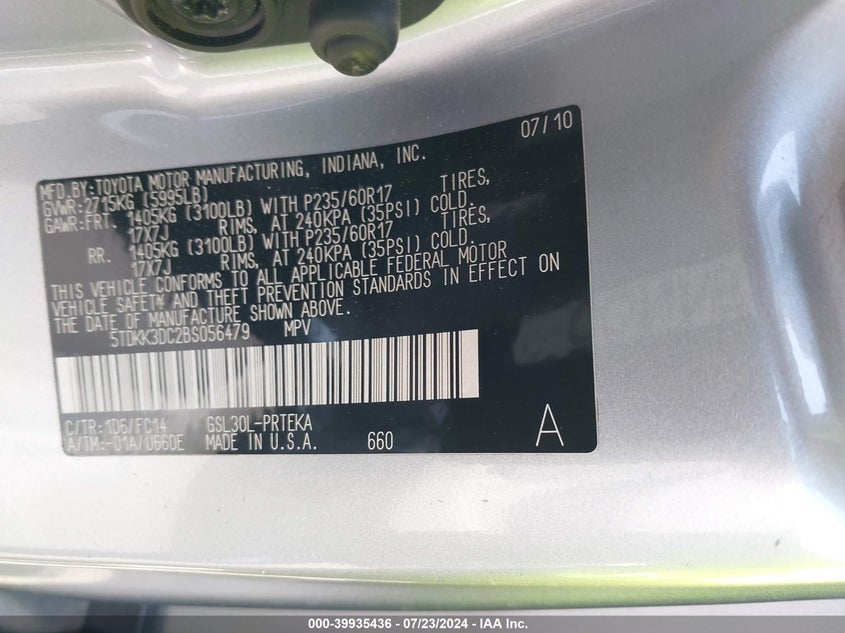 07/10
MFD.BY:TOYOTA MOTOR MANUFACTURING, INDIANA, INC.
GVWR:2715KG (5995LB)
GAWR:FRT. 1405KG (3100LB) WITH P235/60R17 TIRES,
17X7J RIMS, AT 240KPA (35PSI) COLD.
RR. 1405KG (3100LB) WITH P235/60R17 TIRES,
17X7J RIMS, AT 240KPA (35PSI) COLD.
THIS VEHICLE CONFORMS TO ALL APPLICABLE FEDERAL MOTOR
VEHICLE SAFETY AND THEFT PREVENTION STANDARDS IN EFFECT ON
THE DATE OF MANUFACTURE SHOWN ABOVE.
5TDKK3DC2BS056479 MPV
C/TR:1D6/FC14 GSL30L-PRTEKA
A/TM:-01A/U660E MADE IN U.S.A. 660 A
000-39935436 - 07/23/2024 - IAA Inc.